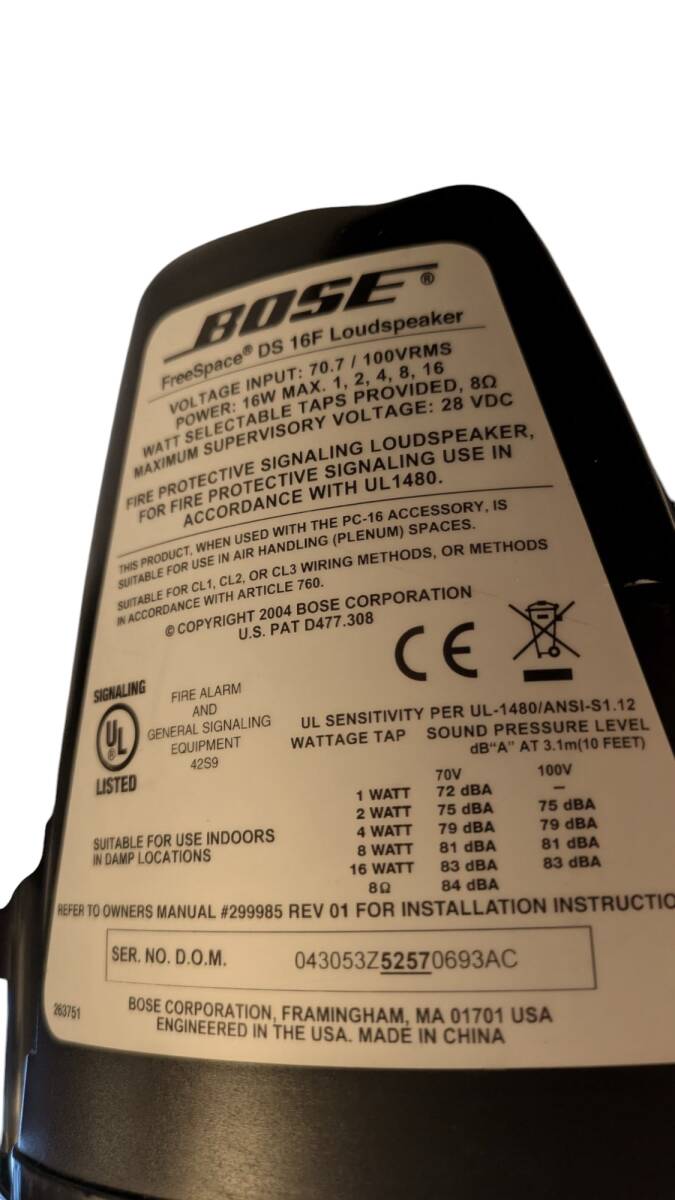 BOSE®
FreeSpace® DS 16F Loudspeaker
VOLTAGE INPUT: 70.7 / 100VRMS
POWER: 16W MAX. 1, 2, 4, 8, 16
WATT SELECTABLE TAPS PROVIDED, 8Ω
MAXIMUM SUPERVISORY VOLTAGE: 28 VDC
FIRE PROTECTIVE SIGNALING LOUDSPEAKER,
FOR FIRE PROTECTIVE SIGNALING USE IN
ACCORDANCE WITH UL1480.
THIS PRODUCT, WHEN USED WITH THE PC-16 ACCESSORY, IS
SUITABLE FOR USE IN AIR HANDLING (PLENUM) SPACES.
SUITABLE FOR CL1, CL2, OR CL3 WIRING METHODS, OR METHODS
IN ACCORDANCE WITH ARTICLE 760.
© COPYRIGHT 2004 BOSE CORPORATION
U.S. PAT D477.308
CE
SIGNALING
UL®
LISTED
FIRE ALARM
AND
GENERAL SIGNALING
EQUIPMENT
42S9
SUITABLE FOR USE INDOORS
IN DAMP LOCATIONS
UL SENSITIVITY PER UL-1480/ANSI-S1.12
WATTAGE TAP SOUND PRESSURE LEVEL
dB"A" AT 3.1m(10 FEET)
70V 100V
1 WATT 72 dBA –
2 WATT 75 dBA 75 dBA
4 WATT 79 dBA 79 dBA
8 WATT 81 dBA 81 dBA
16 WATT 83 dBA 83 dBA
8Ω 84 dBA
REFER TO OWNERS MANUAL #299985 REV 01 FOR INSTALLATION INSTRUCTIO
SER. NO. D.O.M. 043053Z52570693AC
263751
BOSE CORPORATION, FRAMINGHAM, MA 01701 USA
ENGINEERED IN THE USA. MADE IN CHINA